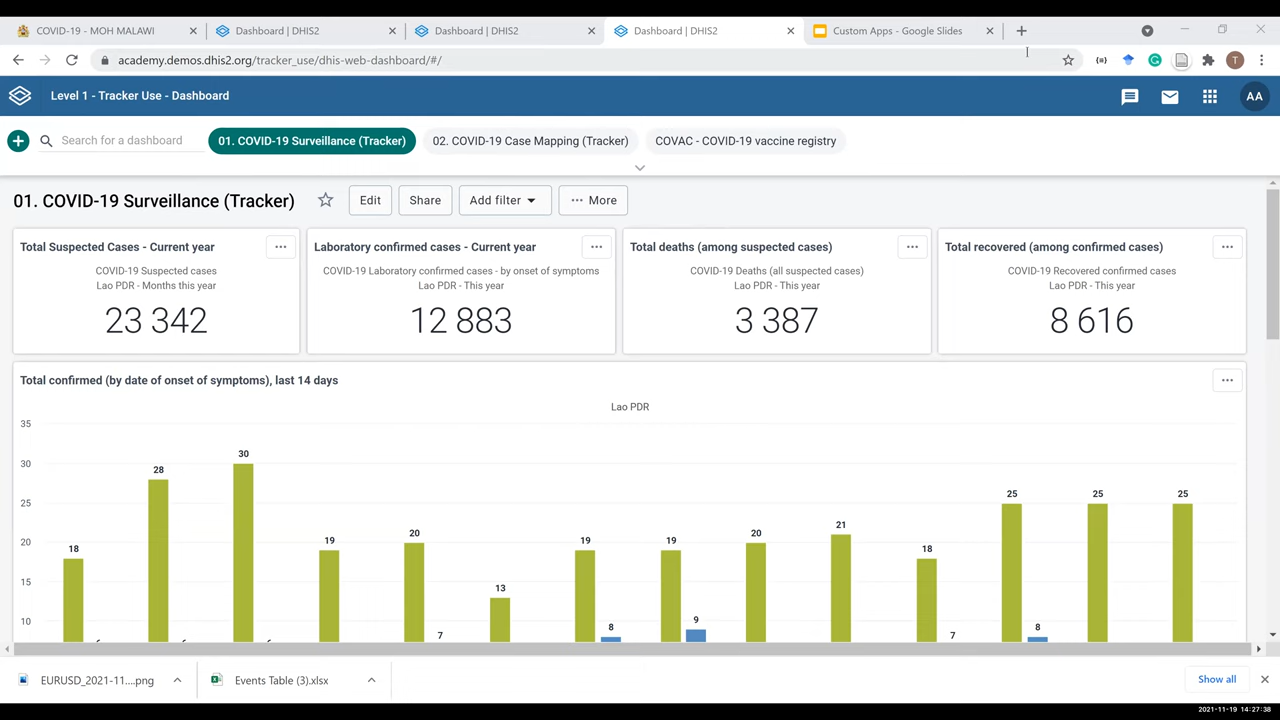 COVID-19 - MOH MALAWI
Dashboard | DHIS2
Dashboard | DHIS2
Dashboard | DHIS2
Custom Apps - Google Slides
academy.demos.dhis2.org/tracker_use/dhis-web-dashboard/#/
T
Level 1 - Tracker Use - Dashboard
AA
Search for a dashboard
01. COVID-19 Surveillance (Tracker)
02. COVID-19 Case Mapping (Tracker)
COVAC - COVID-19 vaccine registry
01. COVID-19 Surveillance (Tracker)
Edit
Share
Add filter
More
Total Suspected Cases - Current year
COVID-19 Suspected cases
Lao PDR - Months this year
23 342
Laboratory confirmed cases - Current year
COVID-19 Laboratory confirmed cases - by onset of symptoms
Lao PDR - This year
12 883
Total deaths (among suspected cases)
COVID-19 Deaths (all suspected cases)
Lao PDR - This year
3 387
Total recovered (among confirmed cases)
COVID-19 Recovered confirmed cases
Lao PDR - This year
8 616
Total confirmed (by date of onset of symptoms), last 14 days
Lao PDR
35
30
25
20
15
10
18
28
30
19
20
7
13
19
8
19
9
20
21
18
7
25
8
25
25
EURUSD_2021-11....png
Events Table (3).xlsx
Show all
2021-11-19 14:27:38